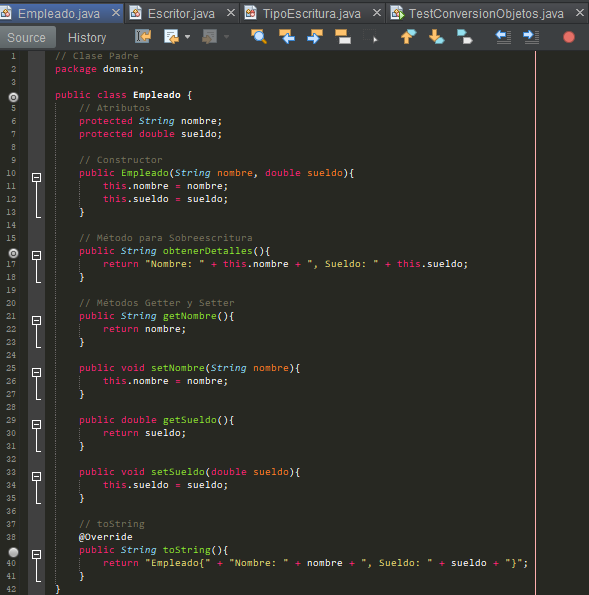 Empleado.java Escritor.java TipoEscritura.java TestConversionObjetos.java
Source History
1 // Clase Padre
2 package domain;
3
public class Empleado {
5 // Atributos
6 protected String nombre;
7 protected double sueldo;
8
9 // Constructor
10 public Empleado(String nombre, double sueldo){
11 this.nombre = nombre;
12 this.sueldo = sueldo;
13 }
14
15 // Método para Sobreescritura
public String obtenerDetalles(){
17 return "Nombre: " + this.nombre + ", Sueldo: " + this.sueldo;
18 }
19
20 // Métodos Getter y Setter
21 public String getNombre(){
22 return nombre;
23 }
24
25 public void setNombre(String nombre){
26 this.nombre = nombre;
27 }
28
29 public double getSueldo(){
30 return sueldo;
31 }
32
33 public void setSueldo(double sueldo){
34 this.sueldo = sueldo;
35 }
36
37 // toString
38 @Override
public String toString(){
40 return "Empleado{" + "Nombre: " + nombre + ", Sueldo: " + sueldo + "}";
41 }
42 }